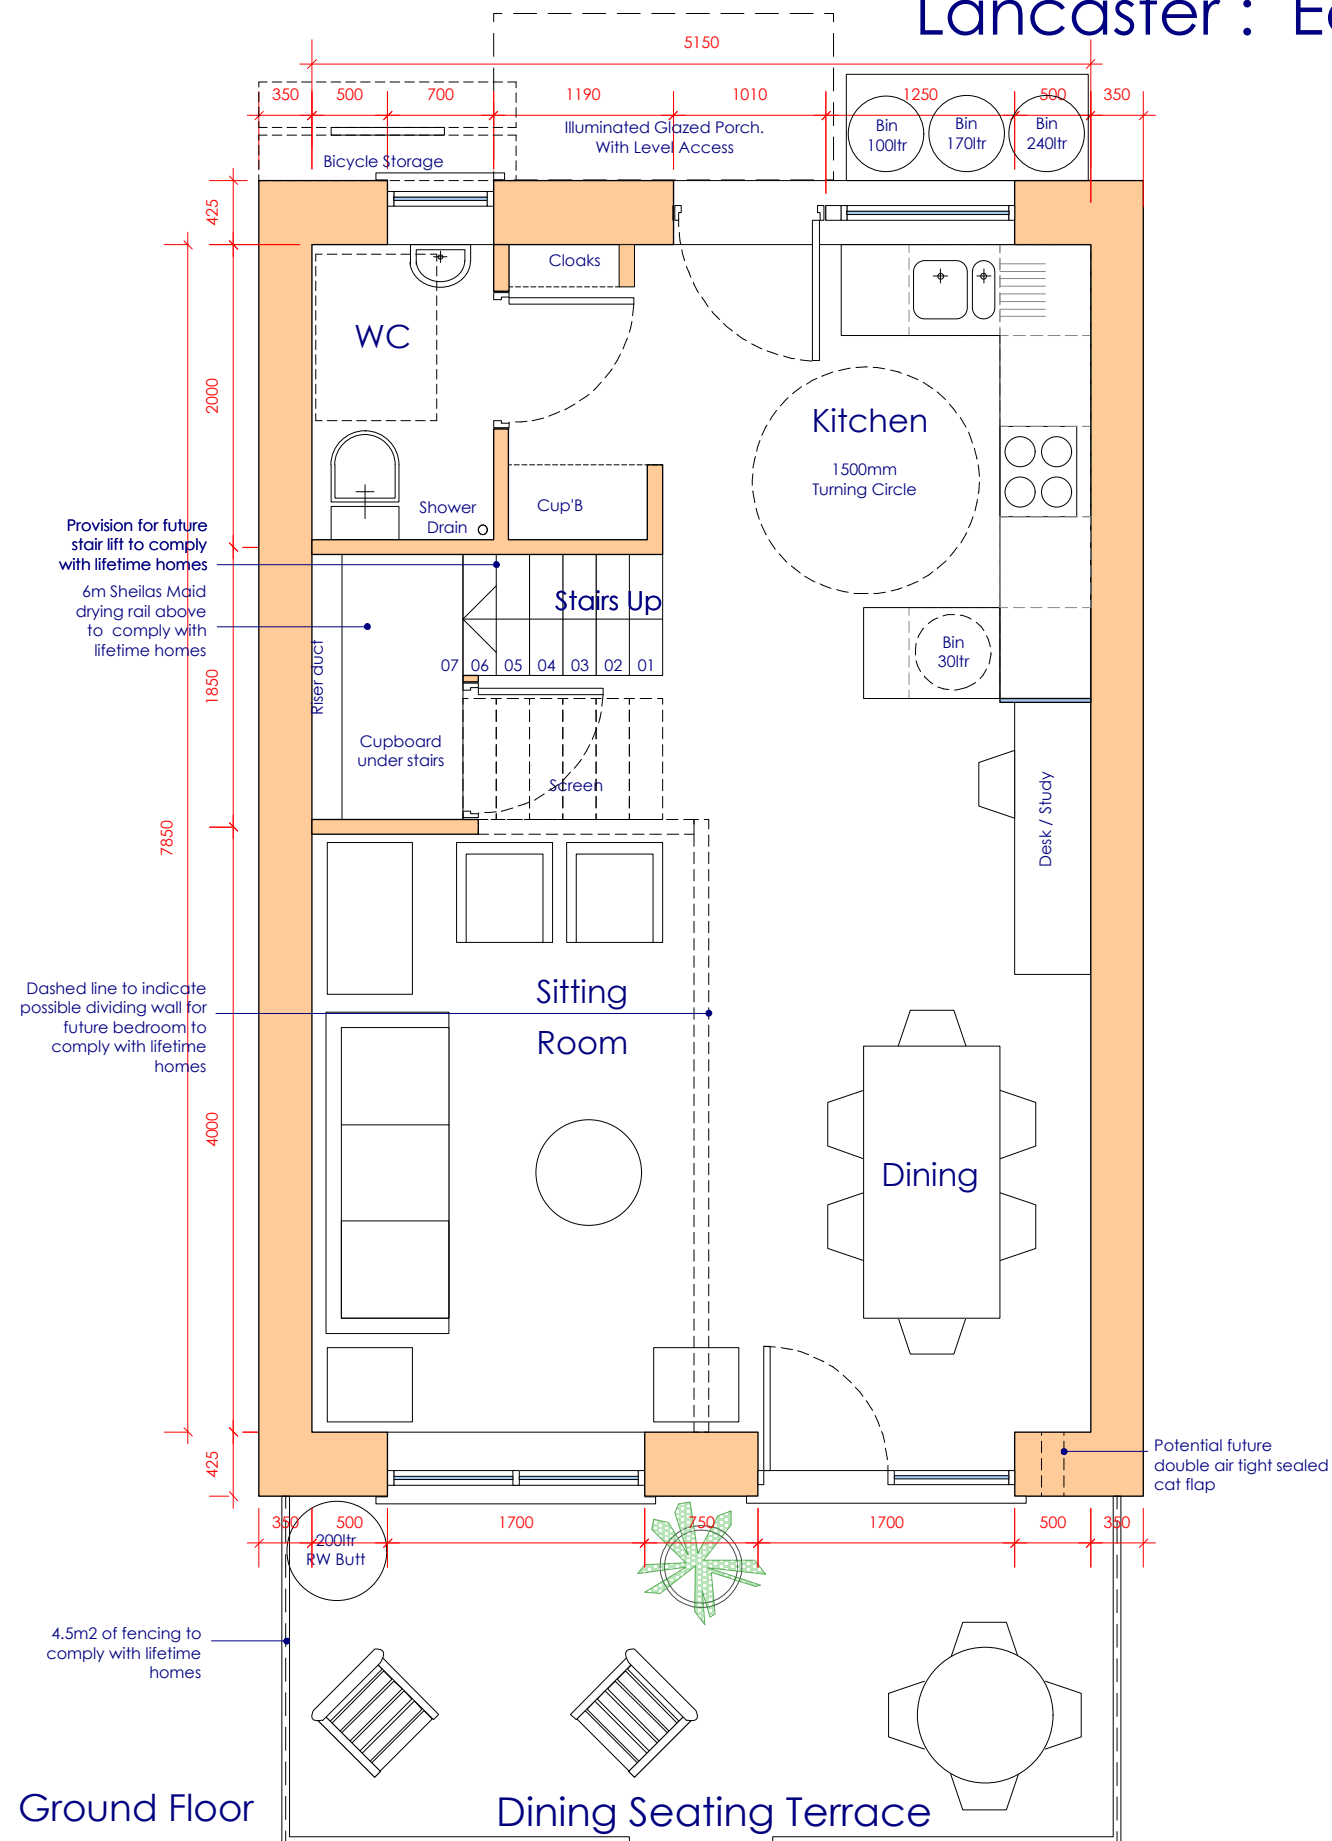 Lancaster :
5150
350 500 700 1190 1010 1250 500 350
Illuminated Glazed Porch.
With Level Access
Bicycle Storage
Bin
100ltr
Bin
170ltr
Bin
240ltr
425
Cloaks
WC
2000
Kitchen
1500mm
Turning Circle
Shower
Drain
Cup'B
Provision for future
stair lift to comply
with lifetime homes
6m Sheilas Maid
drying rail above
to comply with
lifetime homes
Stairs Up
07 06 05 04 03 02 01
Bin
30ltr
Riser duct
1850
Cupboard
under stairs
Screen
Desk / Study
7850
Dashed line to indicate
possible dividing wall for
future bedroom to
comply with lifetime
homes
Sitting
Room
4000
Dining
425
Potential future
double air tight sealed
cat flap
350 500 1700 750 1700 500 350
200ltr
RW Butt
4.5m2 of fencing to
comply with lifetime
homes
Ground Floor
Dining Seating Terrace